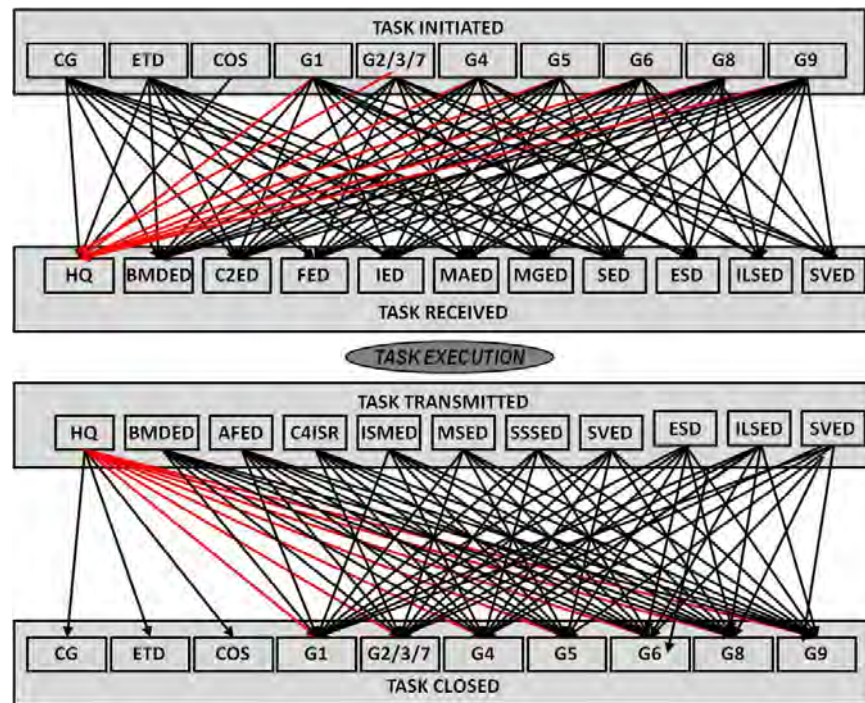 TASK INITIATED
CG ETD COS G1 G2/3/7 G4 G5 G6 G8 G9
HQ BMDED C2ED FED IED MAED MGED SED ESD ILSED SVED
TASK RECEIVED
TASK EXECUTION
TASK TRANSMITTED
HQ BMDED AFED C4ISR ISMED MSED SSSED SVED ESD ILSED SVED
CG ETD COS G1 G2/3/7 G4 G5 G6 G8 G9
TASK CLOSED